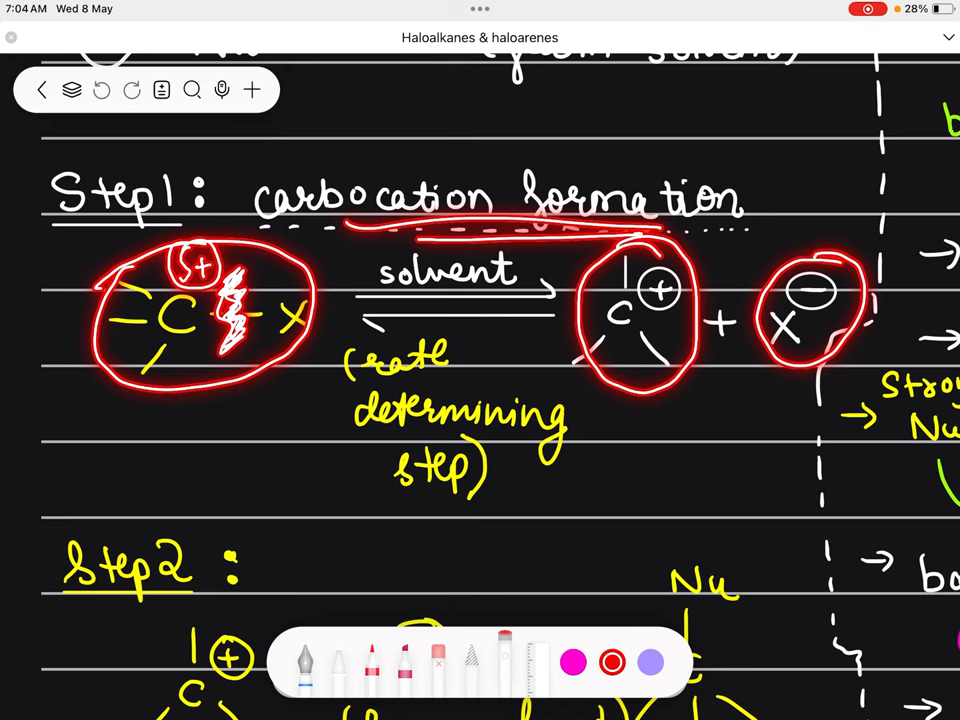 7:04 AM Wed 8 May
28%
Haloalkanes & haloarenes
Step1: carbocation formation
S+
C - X
solvent
C + + X −
(rate
determining
step)
Stro
Nu
Step2 :
Nu
+
C